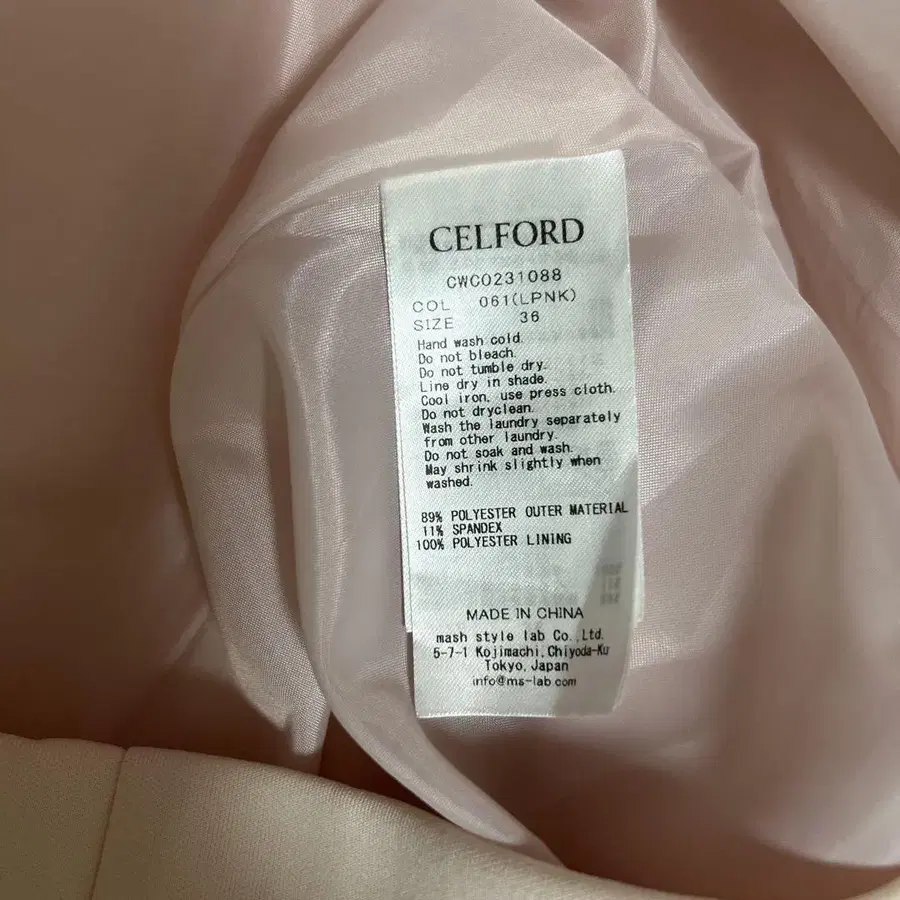 CELFORD
CWCO231088
COL 061(LPNK)
SIZE 36
Hand wash cold.
Do not bleach.
Do not tumble dry.
Line dry in shade.
Cool iron, use press cloth.
Do not dryclean.
Wash the laundry separately
from other laundry.
Do not soak and wash.
May shrink slightly when
washed.
89% POLYESTER OUTER MATERIAL
11% SPANDEX
100% POLYESTER LINING
MADE IN CHINA
mash style lab Co.,Ltd.
5-7-1 Kojimachi,Chiyoda-Ku
Tokyo,Japan
info@ms-lab.com